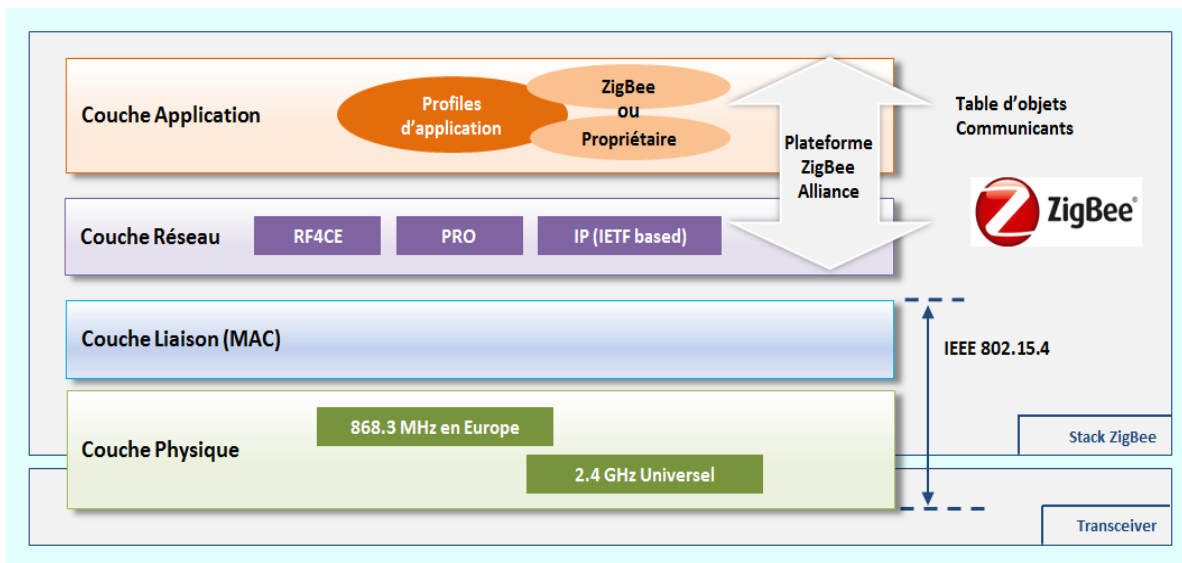 Couche Application
Profiles
d'application
ZigBee
ou
Propriétaire
Plateforme
ZigBee
Alliance
Table d'objets
Communicants
ZigBee®
Couche Réseau
RF4CE
PRO
IP (IETF based)
Couche Liaison (MAC)
IEEE 802.15.4
Couche Physique
868.3 MHz en Europe
2.4 GHz Universel
Stack ZigBee
Transceiver